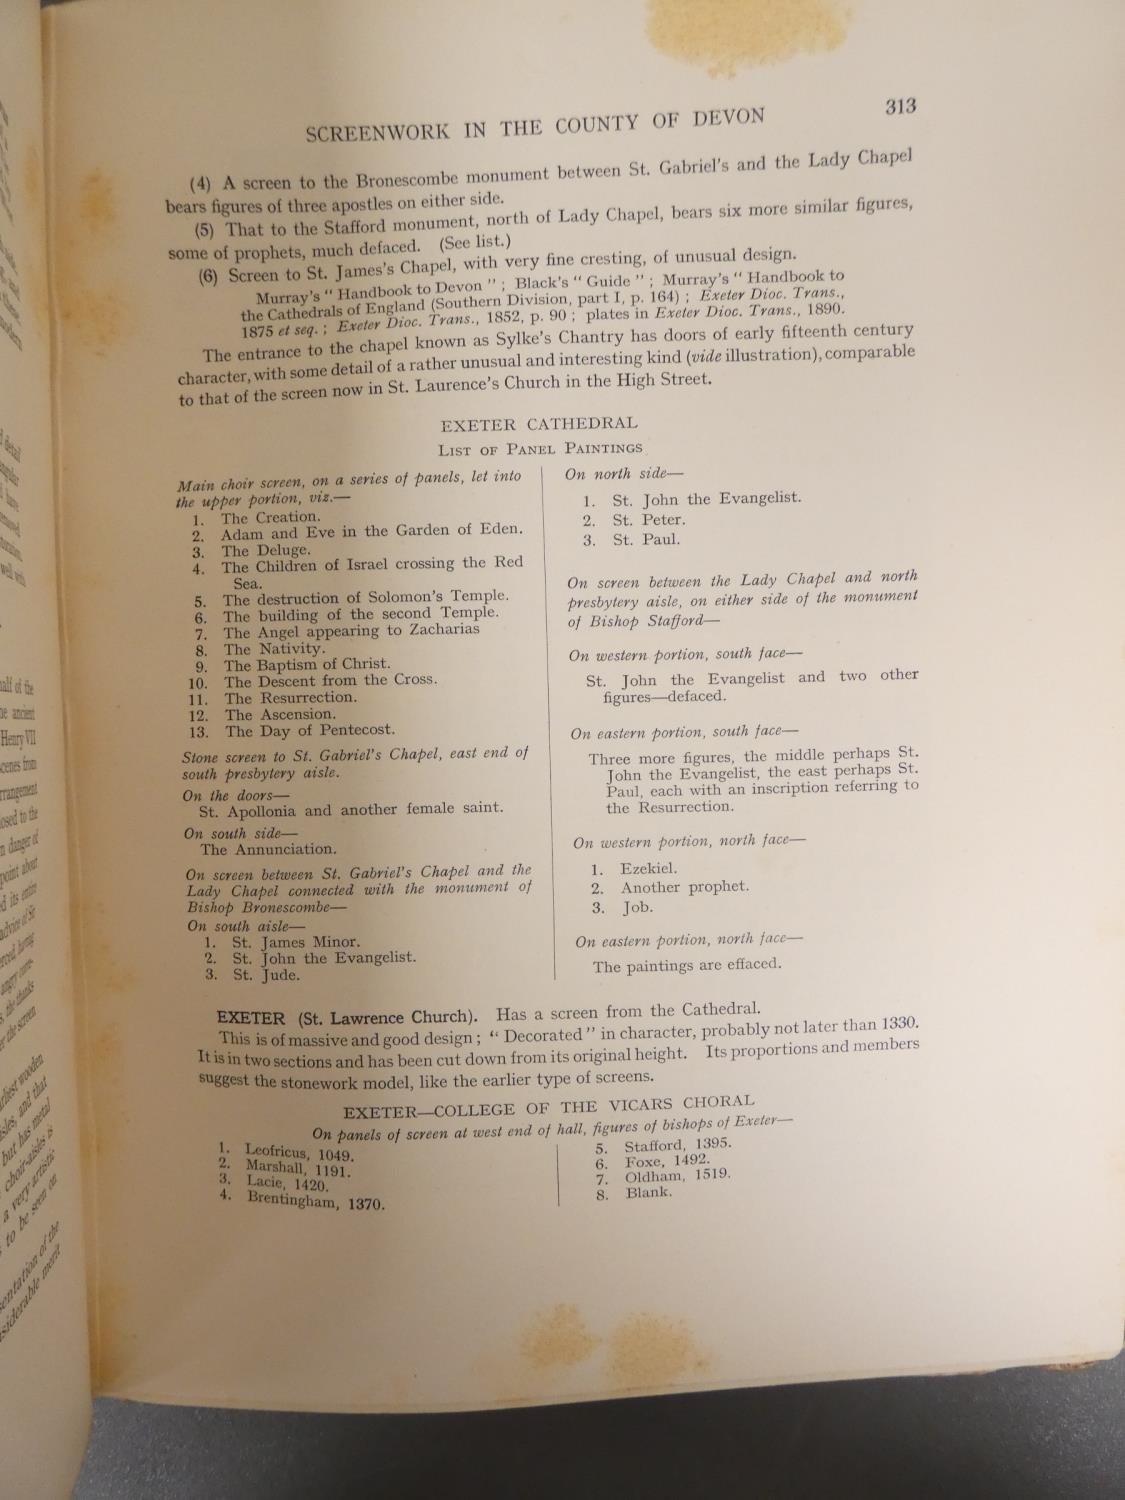 313
SCREENWORK IN THE COUNTY OF DEVON
(4) A screen to the Bronescombe monument between St. Gabriel's and the Lady Chapel
bears figures of three apostles on either side.
(5) That to the Stafford monument, north of Lady Chapel, bears six more similar figures,
some of prophets, much defaced. (See list.)
(6) Screen to St. James's Chapel, with very fine cresting, of unusual design.
Murray's "Handbook to Devon"; Black's "Guide"; Murray's "Handbook to
the Cathedrals of England (Southern Division, part I, p. 164); Exeter Dioc. Trans.,
1875 et seq.; Exeter Dioc. Trans., 1852, p. 90; plates in Exeter Dioc. Trans., 1890.
The entrance to the chapel known as Sylke's Chantry has doors of early fifteenth century
character, with some detail of a rather unusual and interesting kind (vide illustration), comparable
to that of the screen now in St. Laurence's Church in the High Street.
EXETER CATHEDRAL
LIST OF PANEL PAINTINGS
Main choir screen, on a series of panels, let into
the upper portion, viz.—
1. The Creation.
2. Adam and Eve in the Garden of Eden.
3. The Deluge.
4. The Children of Israel crossing the Red
Sea.
5. The destruction of Solomon's Temple.
6. The building of the second Temple.
7. The Angel appearing to Zacharias
8. The Nativity.
9. The Baptism of Christ.
10. The Descent from the Cross.
11. The Resurrection.
12. The Ascension.
13. The Day of Pentecost.
Stone screen to St. Gabriel's Chapel, east end of
south presbytery aisle.
On the doors—
St. Apollonia and another female saint.
On south side—
The Annunciation.
On screen between St. Gabriel's Chapel and the
Lady Chapel connected with the monument of
Bishop Bronescombe—
On south aisle—
1. St. James Minor.
2. St. John the Evangelist.
3. St. Jude.
On north side—
1. St. John the Evangelist.
2. St. Peter.
3. St. Paul.
On screen between the Lady Chapel and north
presbytery aisle, on either side of the monument
of Bishop Stafford—
On western portion, south face—
St. John the Evangelist and two other
figures—defaced.
On eastern portion, south face—
Three more figures, the middle perhaps St.
John the Evangelist, the east perhaps St.
Paul, each with an inscription referring to
the Resurrection.
On western portion, north face—
1. Ezekiel.
2. Another prophet.
3. Job.
On eastern portion, north face—
The paintings are effaced.
EXETER (St. Lawrence Church). Has a screen from the Cathedral.
This is of massive and good design; "Decorated" in character, probably not later than 1330.
It is in two sections and has been cut down from its original height. Its proportions and members
suggest the stonework model, like the earlier type of screens.
EXETER—COLLEGE OF THE VICARS CHORAL
On panels of screen at west end of hall, figures of bishops of Exeter—
1. Leofricus, 1049.
2. Marshall, 1191.
3. Lacie, 1420.
4. Brentingham, 1370.
5. Stafford, 1395.
6. Foxe, 1492.
7. Oldham, 1519.
8. Blank.